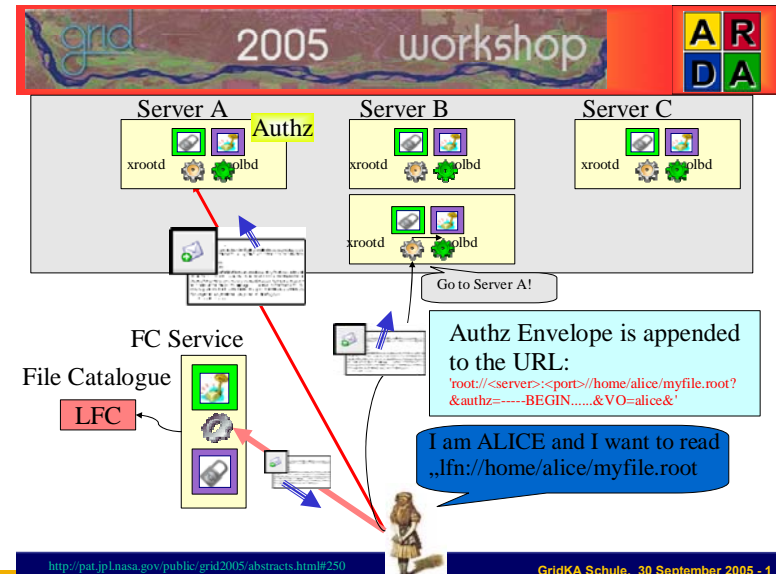 grid 2005 workshop
A R
D A
Server A
Authz
xrootd
Server B
xrootd olbd
Server C
xrootd olbd
xrootd olbd
Go to Server A!
FC Service
File Catalogue
LFC
Authz Envelope is appended
to the URL:
'root://<server>:<port>//home/alice/myfile.root?
&authz=-----BEGIN......&VO=alice&'
I am ALICE and I want to read
„lfn://home/alice/myfile.root
http://pat.jpl.nasa.gov/public/grid2005/abstracts.html#250
GridKA Schule, 30 September 2005 - 1